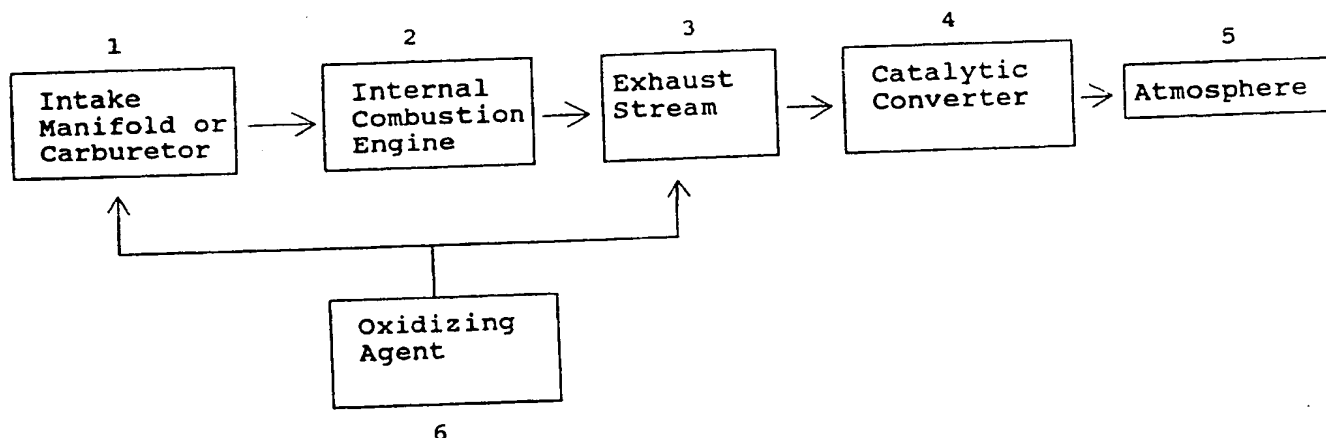 1
Intake
Manifold or
Carburetor
2
Internal
Combustion
Engine
3
Exhaust
Stream
4
Catalytic
Converter
5
Atmosphere
Oxidizing
Agent
6